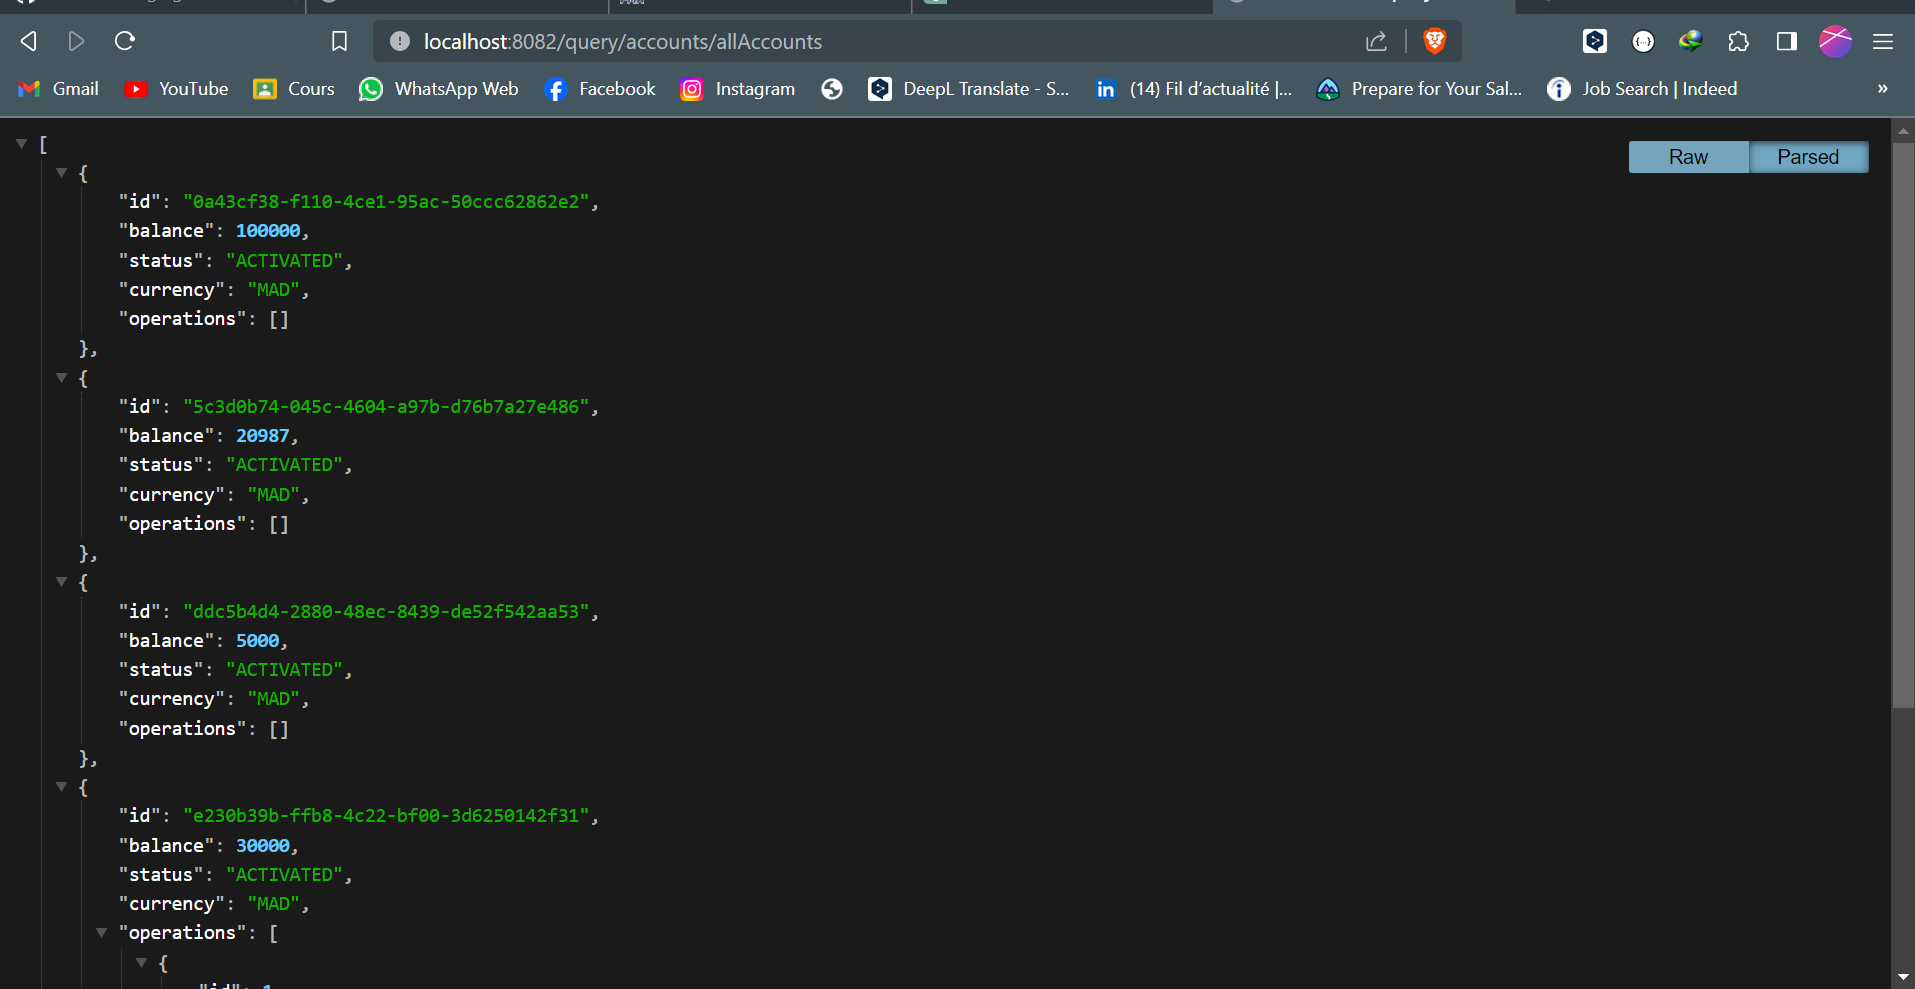 localhost:8082/query/accounts/allAccounts
Gmail YouTube Cours WhatsApp Web Facebook Instagram DeepL Translate - S... (14) Fil d'actualité |... Prepare for Your Sal... Job Search | Indeed »
Raw Parsed
[
{
"id": "0a43cf38-f110-4ce1-95ac-50ccc62862e2",
"balance": 100000,
"status": "ACTIVATED",
"currency": "MAD",
"operations": []
},
{
"id": "5c3d0b74-045c-4604-a97b-d76b7a27e486",
"balance": 20987,
"status": "ACTIVATED",
"currency": "MAD",
"operations": []
},
{
"id": "ddc5b4d4-2880-48ec-8439-de52f542aa53",
"balance": 5000,
"status": "ACTIVATED",
"currency": "MAD",
"operations": []
},
{
"id": "e230b39b-ffb8-4c22-bf00-3d6250142f31",
"balance": 30000,
"status": "ACTIVATED",
"currency": "MAD",
"operations": [
{
"id": 1